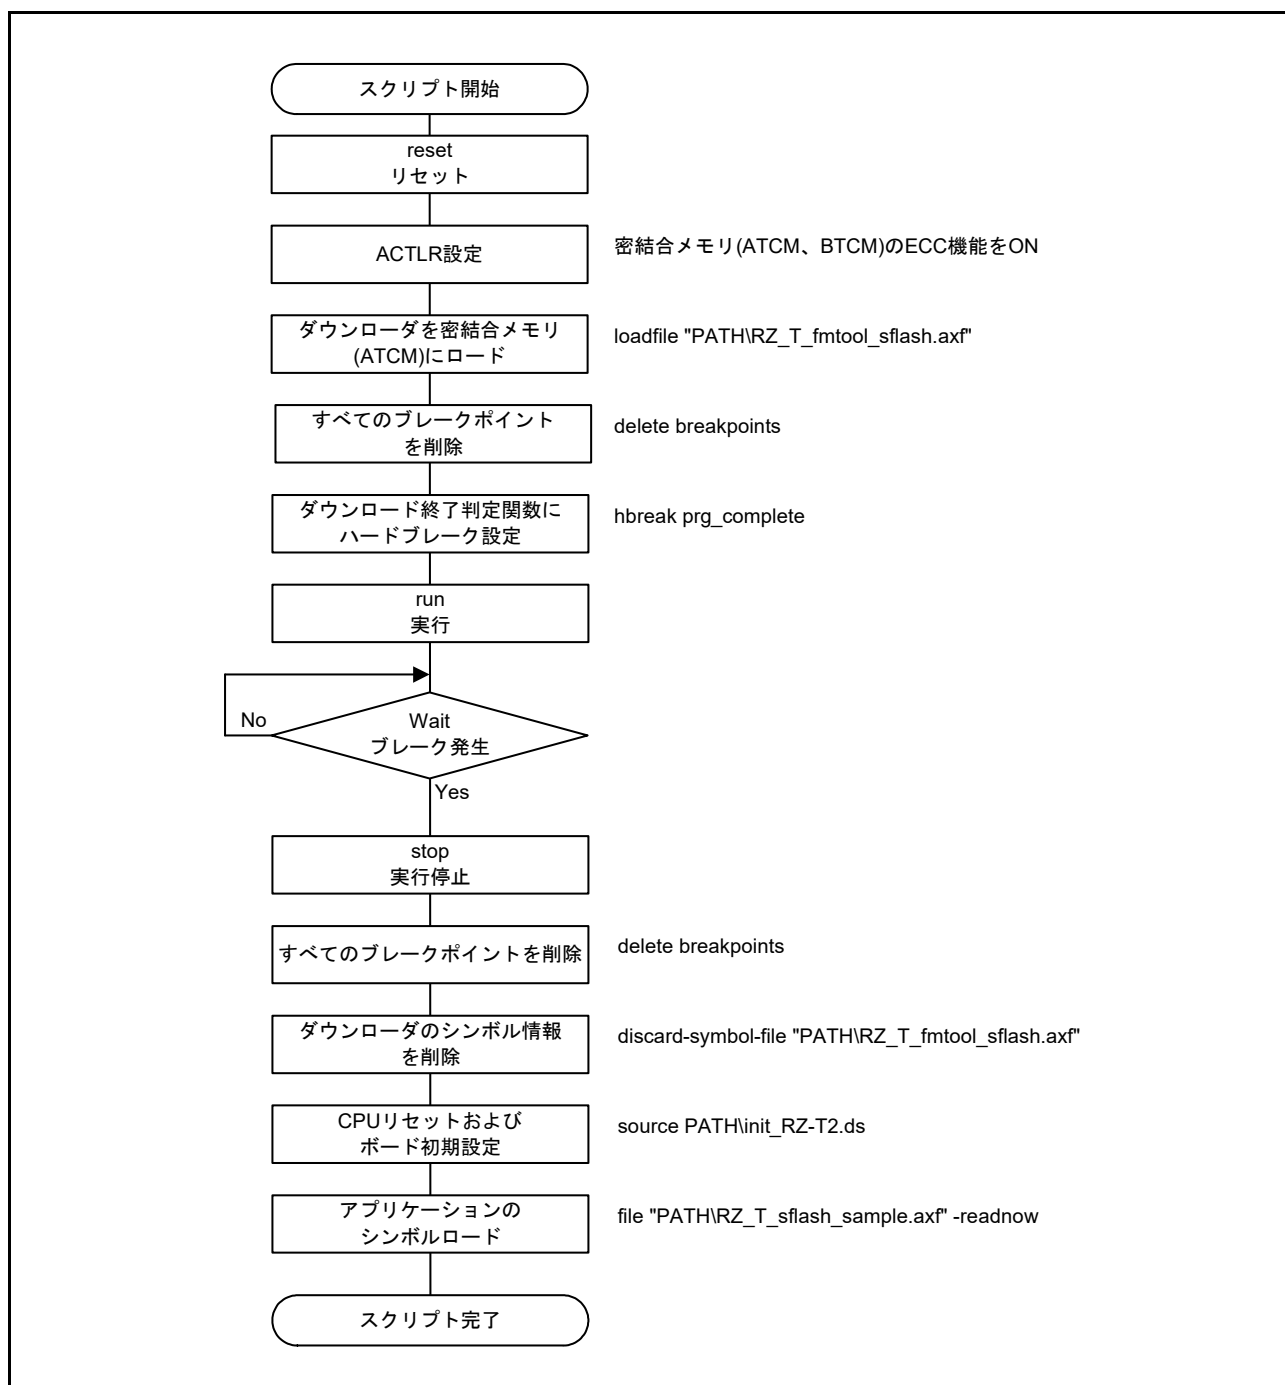 スクリプト開始
reset
リセット
ACTLR設定
密結合メモリ(ATCM、BTCM)のECC機能をON
ダウンローダを密結合メモリ
(ATCM)にロード
loadfile "PATH\RZ_T_fmtool_sflash.axf"
すべてのブレークポイント
を削除
delete breakpoints
ダウンロード終了判定関数に
ハードブレーク設定
hbreak prg_complete
run
実行
No
Wait
ブレーク発生
Yes
stop
実行停止
すべてのブレークポイントを削除
delete breakpoints
ダウンローダのシンボル情報
を削除
discard-symbol-file "PATH\RZ_T_fmtool_sflash.axf"
CPUリセットおよび
ボード初期設定
source PATH\init_RZ-T2.ds
アプリケーションの
シンボルロード
file "PATH\RZ_T_sflash_sample.axf" -readnow
スクリプト完了